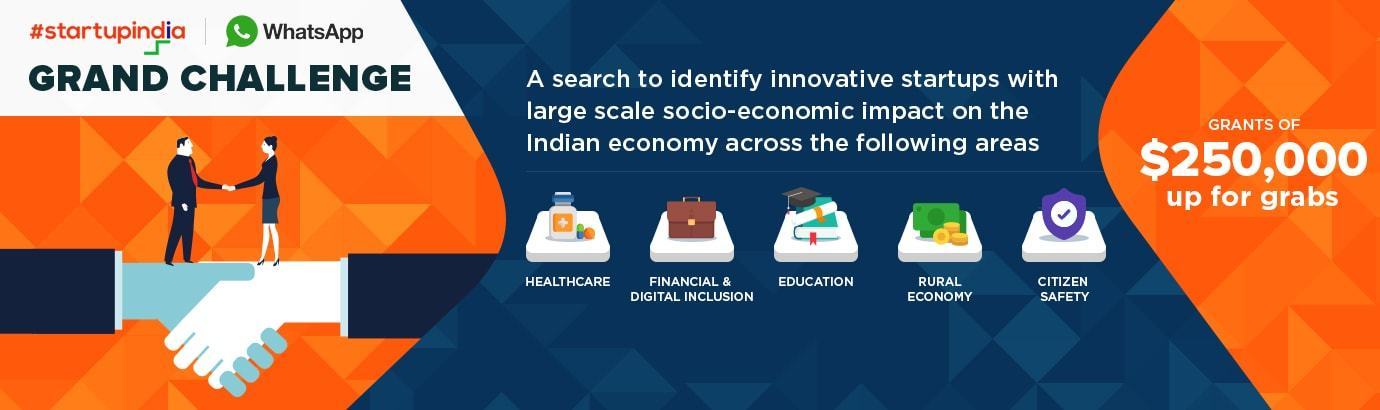 #startupindia
WhatsApp
GRAND CHALLENGE
A search to identify innovative startups with
large scale socio-economic impact on the
Indian economy across the following areas
HEALTHCARE
FINANCIAL &
DIGITAL INCLUSION
EDUCATION
RURAL
ECONOMY
CITIZEN
SAFETY
GRANTS OF
$250,000
up for grabs